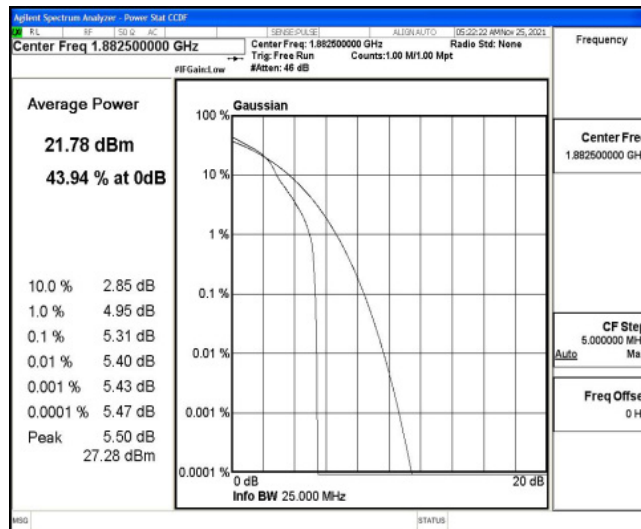 Agilent Spectrum Analyzer - Power Stat CCDF
RL RF 50 Ω AC SENSE:PULSE ALIGN AUTO 05:22:22 AM Nov 25, 2021
Center Freq 1.882500000 GHz
Center Freq: 1.882500000 GHz Radio Std: None
Trig: Free Run Counts:1.00 M/1.00 Mpt
#IFGain:Low #Atten: 46 dB
Frequency
Average Power
21.78 dBm
43.94 % at 0dB
10.0 % 2.85 dB
1.0 % 4.95 dB
0.1 % 5.31 dB
0.01 % 5.40 dB
0.001 % 5.43 dB
0.0001 % 5.47 dB
Peak 5.50 dB
27.28 dBm
Gaussian
100 %
10 %
1 %
0.1 %
0.01 %
0.001 %
0.0001 %
0 dB 20 dB
Info BW 25.000 MHz
Center Fre
1.882500000 GH
CF Step
5.000000 MH
Auto Ma
Freq Offse
0 H
MSG STATUS